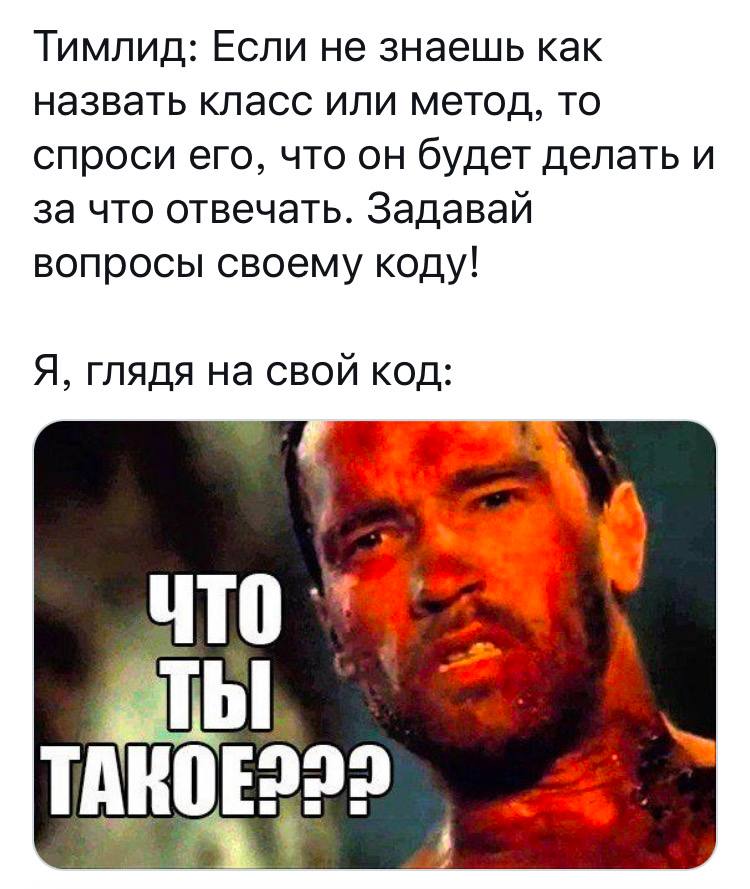 Тимлид: Если не знаешь как
назвать класс или метод, то
спроси его, что он будет делать и
за что отвечать. Задавай
вопросы своему коду!
Я, глядя на свой код:
ЧТО
ТЫ
ТАКОЕ???